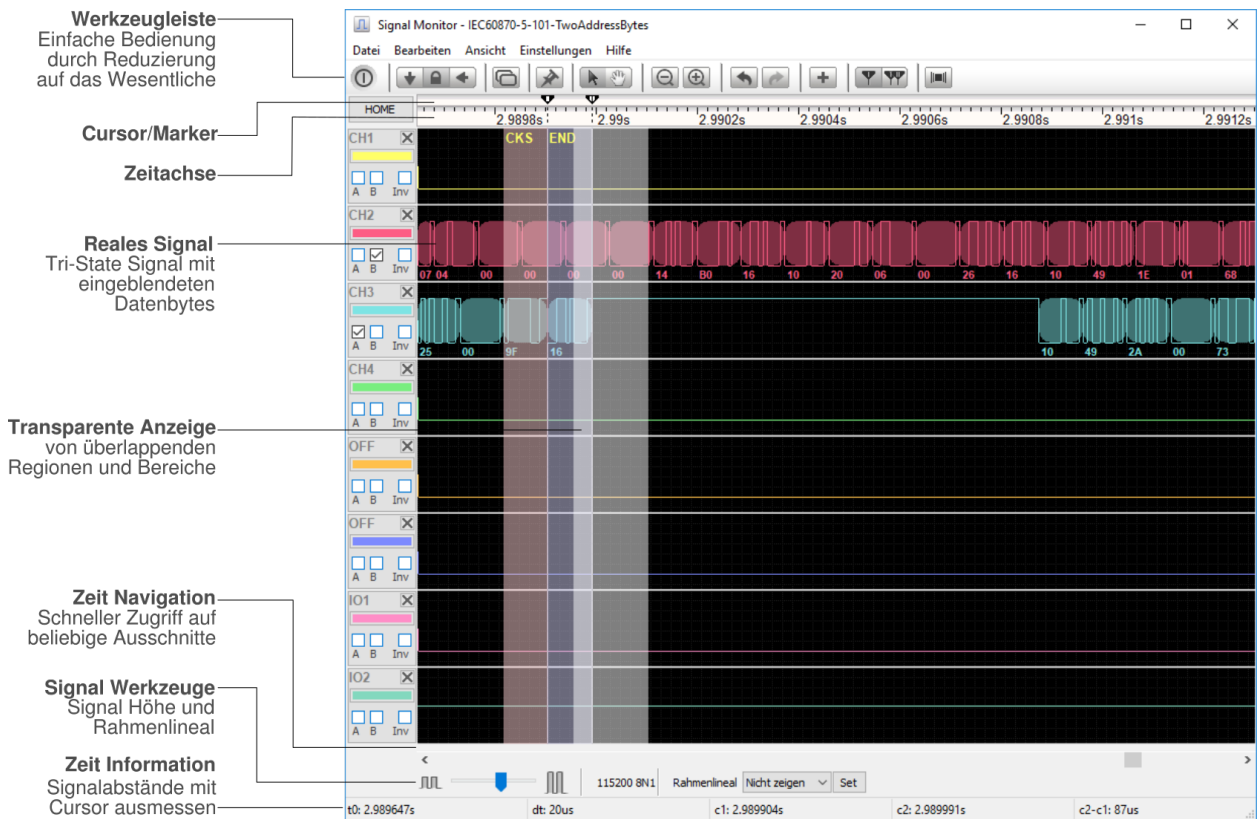 Werkzeugleiste
Einfache Bedienung
durch Reduzierung
auf das Wesentliche
Cursor/Marker
Zeitachse
Reales Signal
Tri-State Signal mit
eingeblendeten
Datenbytes
Transparente Anzeige
von überlappenden
Regionen und Bereiche
Zeit Navigation
Schneller Zugriff auf
beliebige Ausschnitte
Signal Werkzeuge
Signal Höhe und
Rahmenlineal
Zeit Information
Signalabstände mit
Cursor ausmessen
Signal Monitor - IEC60870-5-101-TwoAddressBytes
Datei Bearbeiten Ansicht Einstellungen Hilfe
HOME
2.9898s 2.99s 2.9902s 2.9904s 2.9906s 2.9908s 2.991s 2.9912s
CH1 CKS END
A B Inv
CH2
A B Inv
07 04 00 00 00 00 14 B0 16 10 20 06 00 26 16 10 49 1E 01 68
CH3
A B Inv
25 00 9F 16 10 49 2A 00 73
CH4
A B Inv
OFF
A B Inv
OFF
A B Inv
IO1
A B Inv
IO2
A B Inv
115200 8N1 Rahmenlineal Nicht zeigen Set
t0: 2.989647s dt: 20us c1: 2.989904s c2: 2.989991s c2-c1: 87us